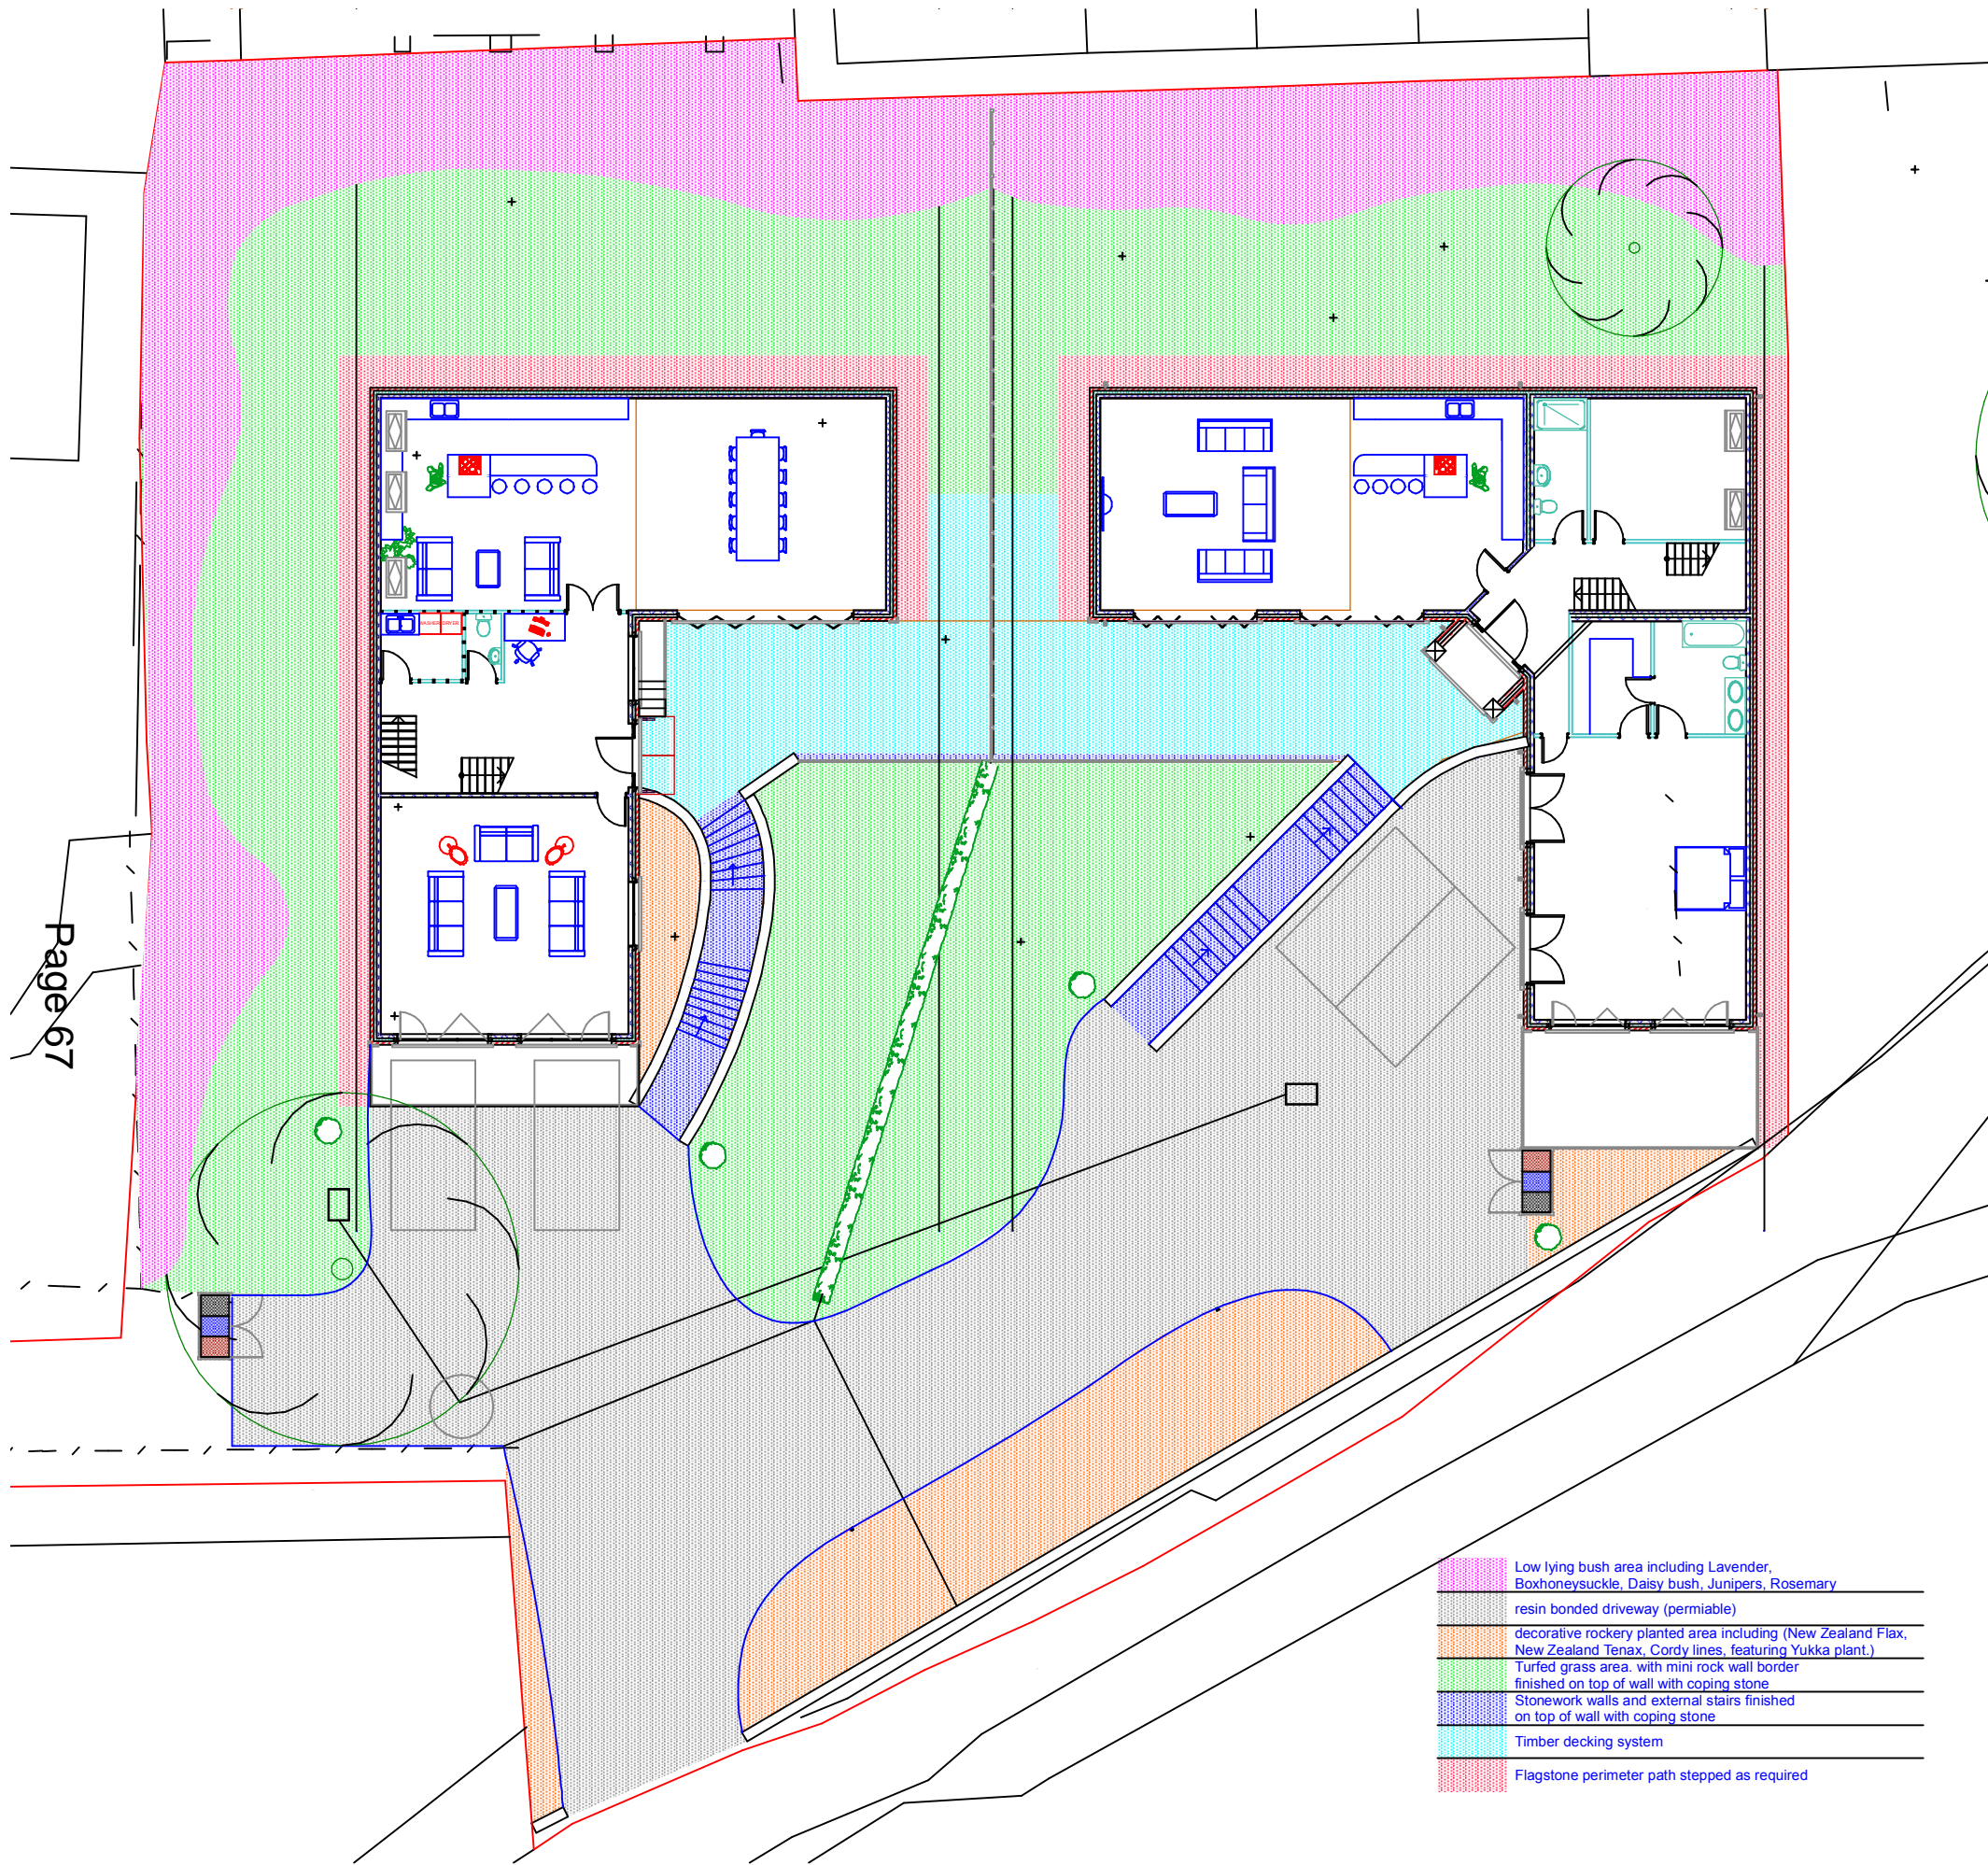 WASHER DRYER
Page 67
Low lying bush area including Lavender,
Boxhoneysuckle, Daisy bush, Junipers, Rosemary
resin bonded driveway (permiable)
decorative rockery planted area including (New Zealand Flax,
New Zealand Tenax, Cordy lines, featuring Yukka plant.)
Turfed grass area. with mini rock wall border
finished on top of wall with coping stone
Stonework walls and external stairs finished
on top of wall with coping stone
Timber decking system
Flagstone perimeter path stepped as required